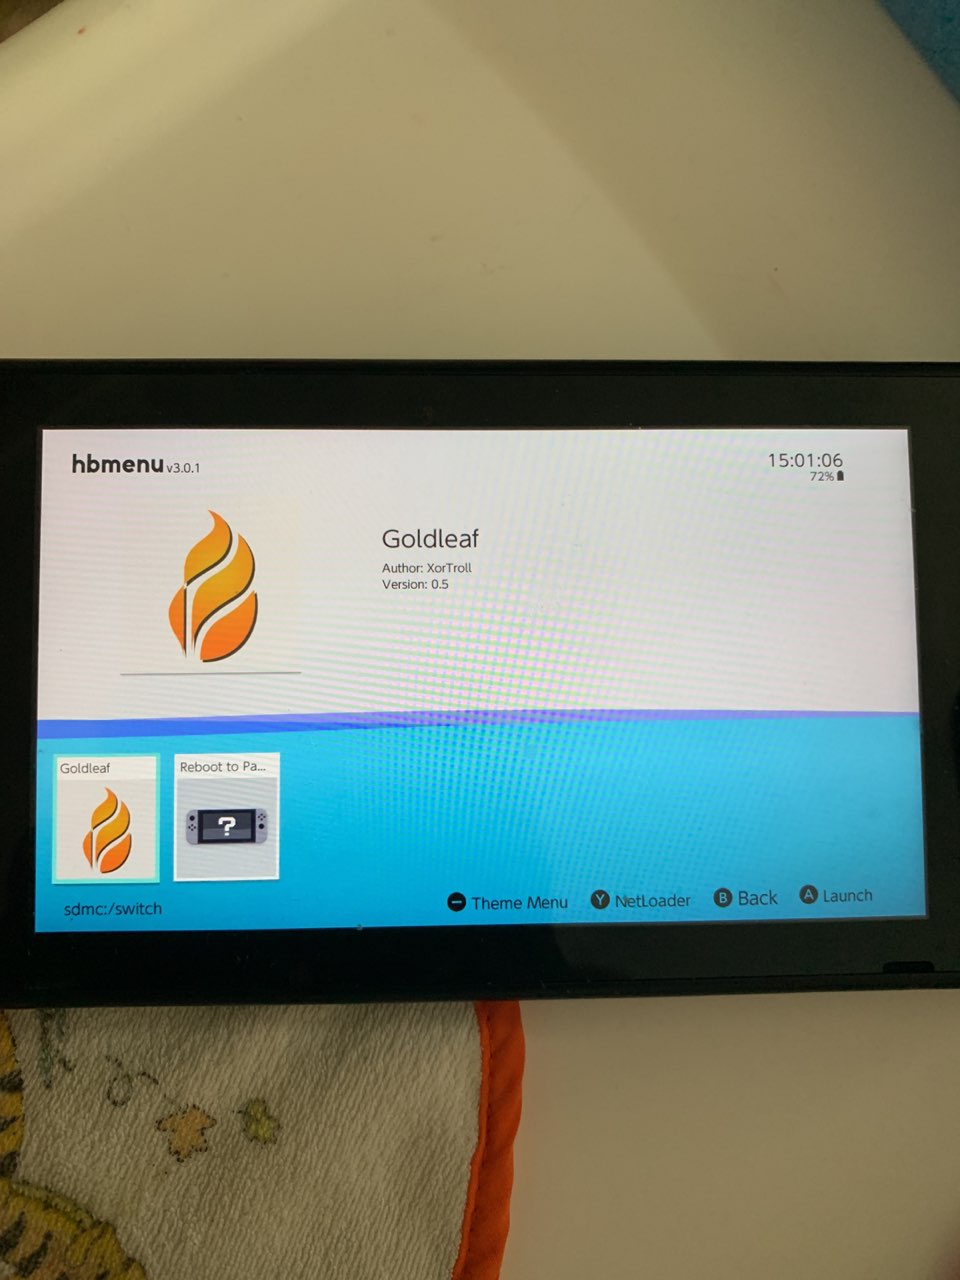 hbmenu v3.0.1
15:01:06
72%
Goldleaf
Author: XorTroll
Version: 0.5
Goldleaf
Reboot to Pa...
?
sdmc:/switch
Theme Menu
Y NetLoader
B Back
A Launch